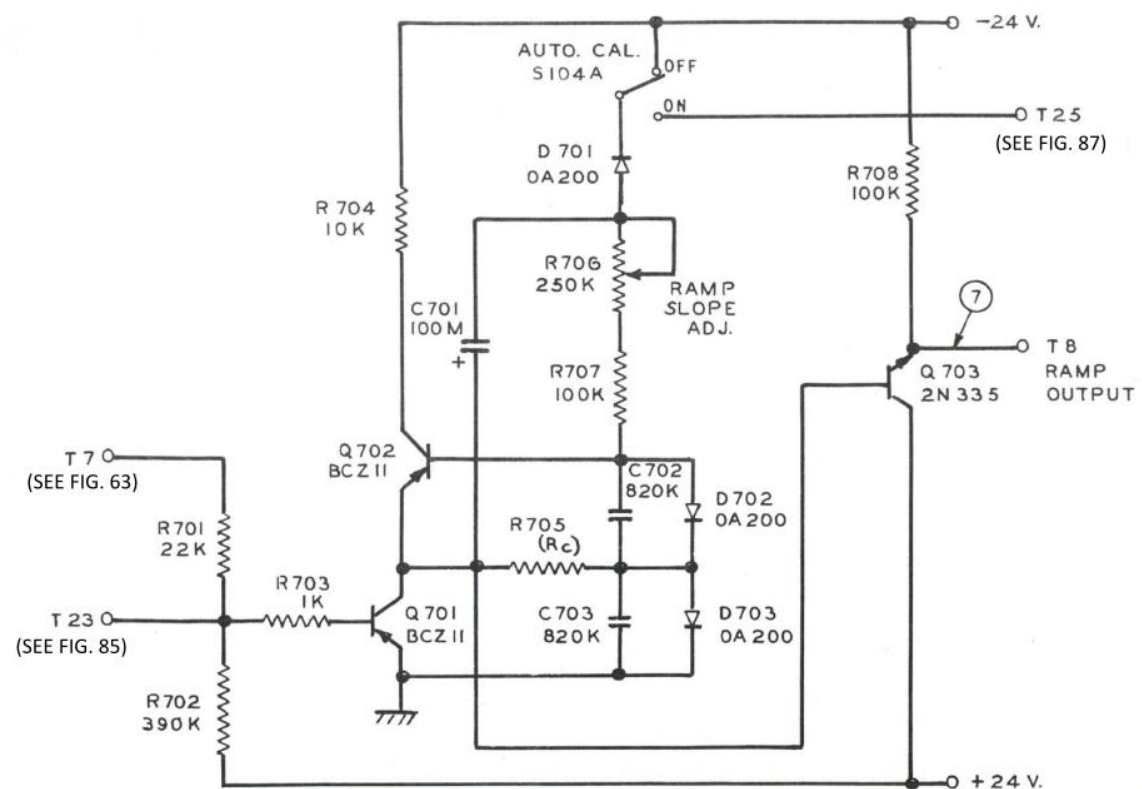 -24 V.
AUTO. CAL.
S104A
OFF
ON
T25
(SEE FIG. 87)
D701
0A200
R708
100K
R704
10K
R706
250K
RAMP
SLOPE
ADJ.
C701
100M
+
7
T8
RAMP
OUTPUT
Q703
2N335
R707
100K
Q702
BCZ11
T7
(SEE FIG. 63)
C702
820K
D702
0A200
R701
22K
R705
(Rc)
R703
1K
T23
(SEE FIG. 85)
Q701
BCZ11
C703
820K
D703
0A200
R702
390K
+24 V.